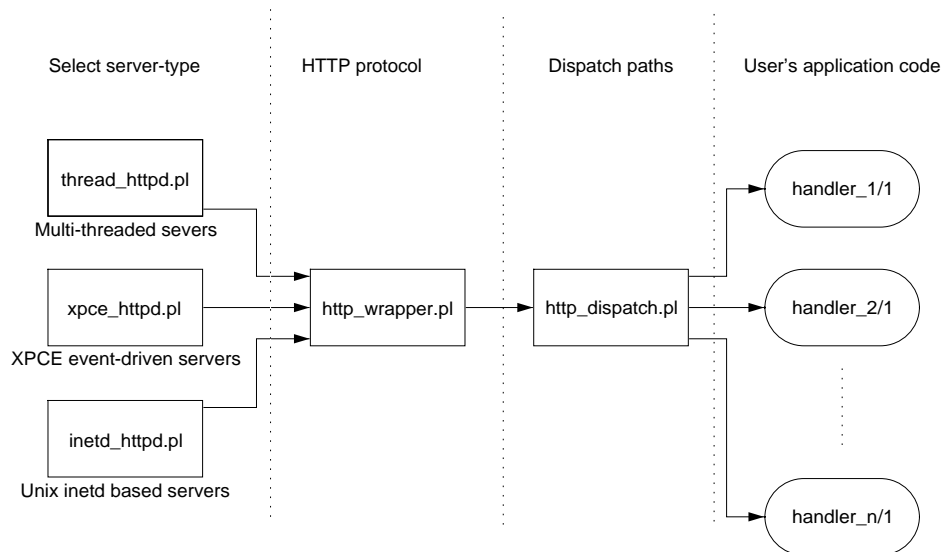 Select server-type
HTTP protocol
Dispatch paths
User's application code
thread_httpd.pl
Multi-threaded severs
xpce_httpd.pl
XPCE event-driven servers
inetd_httpd.pl
Unix inetd based servers
http_wrapper.pl
http_dispatch.pl
handler_1/1
handler_2/1
handler_n/1